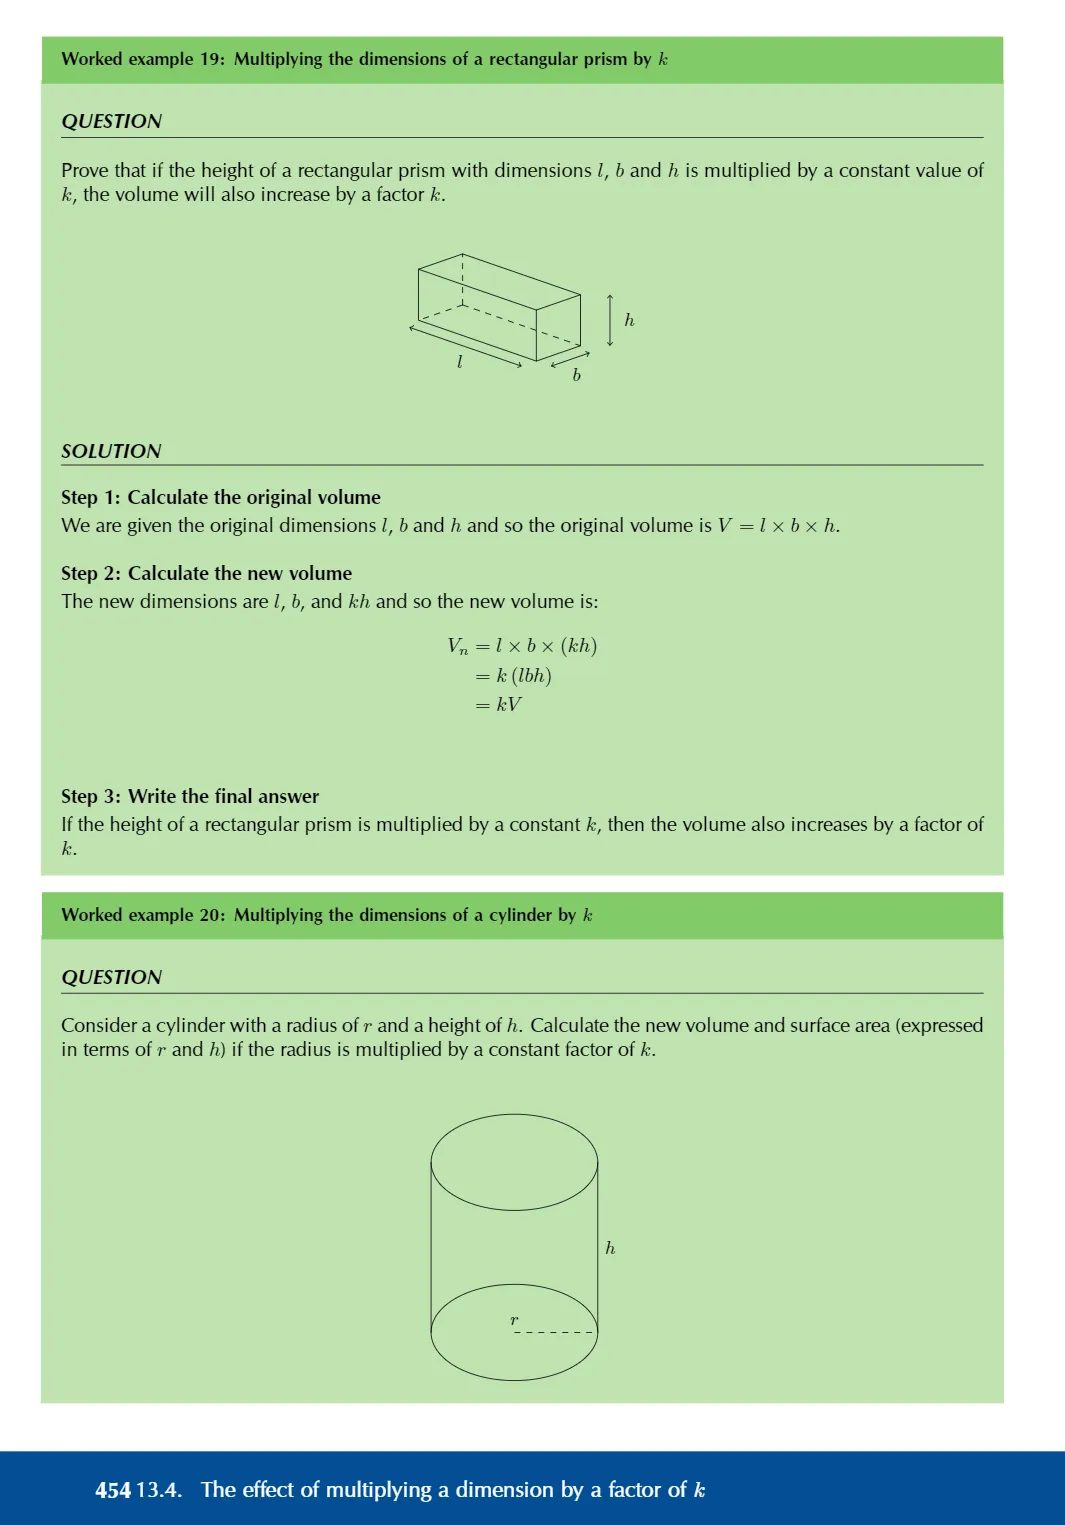 Worked example 19: Multiplying the dimensions of a rectangular prism by k
QUESTION
Prove that if the height of a rectangular prism with dimensions l, b and h is multiplied by a constant value of
k, the volume will also increase by a factor k.
h
l
b
SOLUTION
Step 1: Calculate the original volume
We are given the original dimensions l, b and h and so the original volume is V = l × b × h.
Step 2: Calculate the new volume
The new dimensions are l, b, and kh and so the new volume is:
Vₙ = l × b × (kh)
= k (lbh)
= kV
Step 3: Write the final answer
If the height of a rectangular prism is multiplied by a constant k, then the volume also increases by a factor of
k.
Worked example 20: Multiplying the dimensions of a cylinder by k
QUESTION
Consider a cylinder with a radius of r and a height of h. Calculate the new volume and surface area (expressed
in terms of r and h) if the radius is multiplied by a constant factor of k.
h
r
454 13.4. The effect of multiplying a dimension by a factor of k